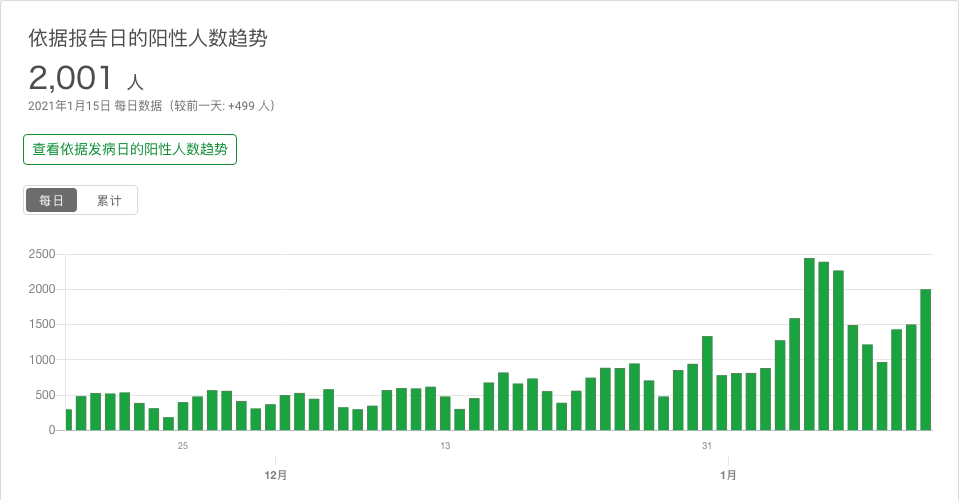 依据报告日的阳性人数趋势
2,001 人
2021年1月15日 每日数据（较前一天: +499 人）
查看依据发病日的阳性人数趋势
每日 累计
2500
2000
1500
1000
500
0
25 13 31
12月 1月